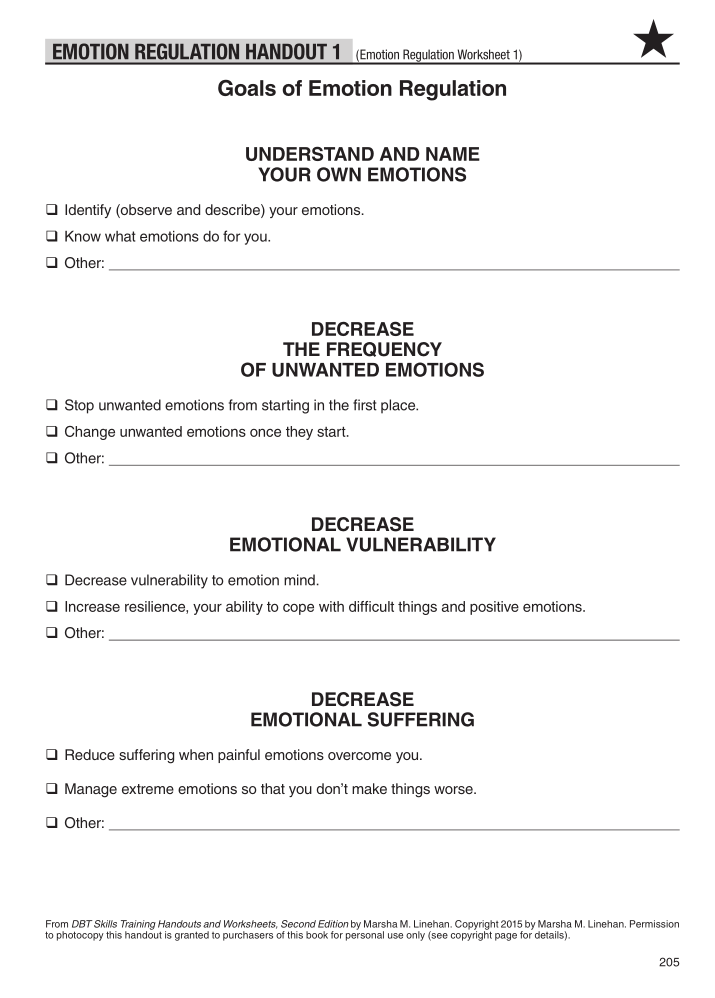 EMOTION REGULATION HANDOUT 1 (Emotion Regulation Worksheet 1)
Goals of Emotion Regulation
UNDERSTAND AND NAME
YOUR OWN EMOTIONS
❑ Identify (observe and describe) your emotions.
❑ Know what emotions do for you.
❑ Other:
DECREASE
THE FREQUENCY
OF UNWANTED EMOTIONS
❑ Stop unwanted emotions from starting in the first place.
❑ Change unwanted emotions once they start.
❑ Other:
DECREASE
EMOTIONAL VULNERABILITY
❑ Decrease vulnerability to emotion mind.
❑ Increase resilience, your ability to cope with difficult things and positive emotions.
❑ Other:
DECREASE
EMOTIONAL SUFFERING
❑ Reduce suffering when painful emotions overcome you.
❑ Manage extreme emotions so that you don’t make things worse.
❑ Other:
From DBT Skills Training Handouts and Worksheets, Second Edition by Marsha M. Linehan. Copyright 2015 by Marsha M. Linehan. Permission
to photocopy this handout is granted to purchasers of this book for personal use only (see copyright page for details).
205